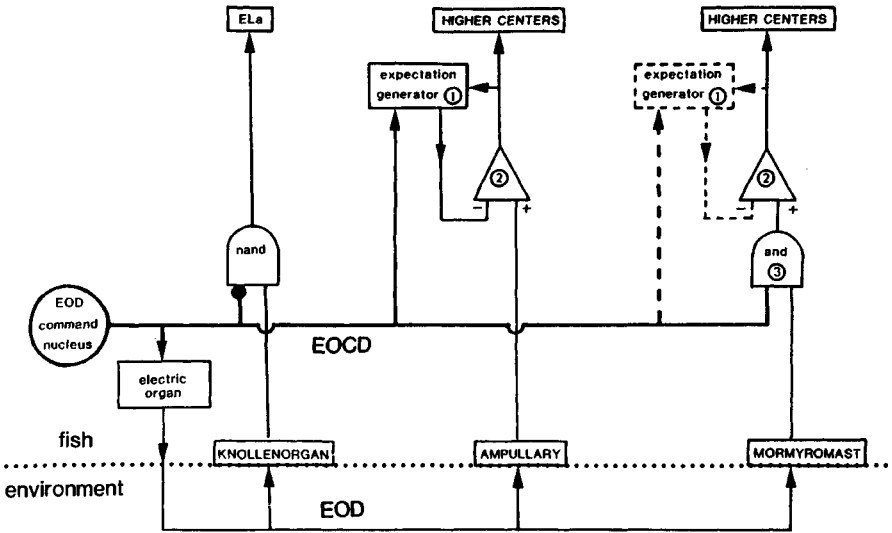 ELa
HIGHER CENTERS
HIGHER CENTERS
expectation
generator ①
expectation
generator ①
②
②
− +
− +
nand
and
③
EOD
command
nucleus
EOCD
electric
organ
fish
KNOLLENORGAN
AMPULLARY
MORMYROMAST
environment
EOD